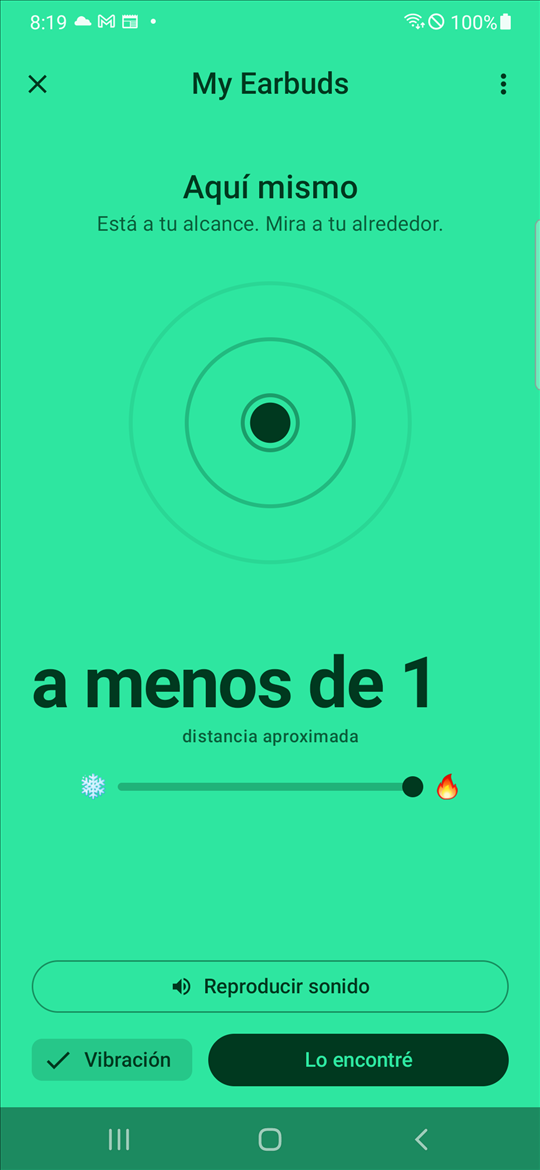 8:19
100%
My Earbuds
Aquí mismo
Está a tu alcance. Mira a tu alrededor.
a menos de 1
distancia aproximada
Reproducir sonido
Vibración
Lo encontré